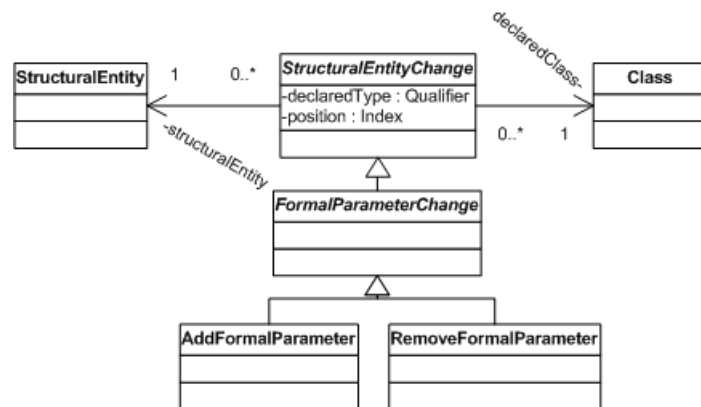 declaredClass-
StructuralEntity
1
0..*
StructuralEntityChange
Class
-declaredType : Qualifier
-position : Index
0..*
1
-structuralEntity
FormalParameterChange
AddFormalParameter
RemoveFormalParameter